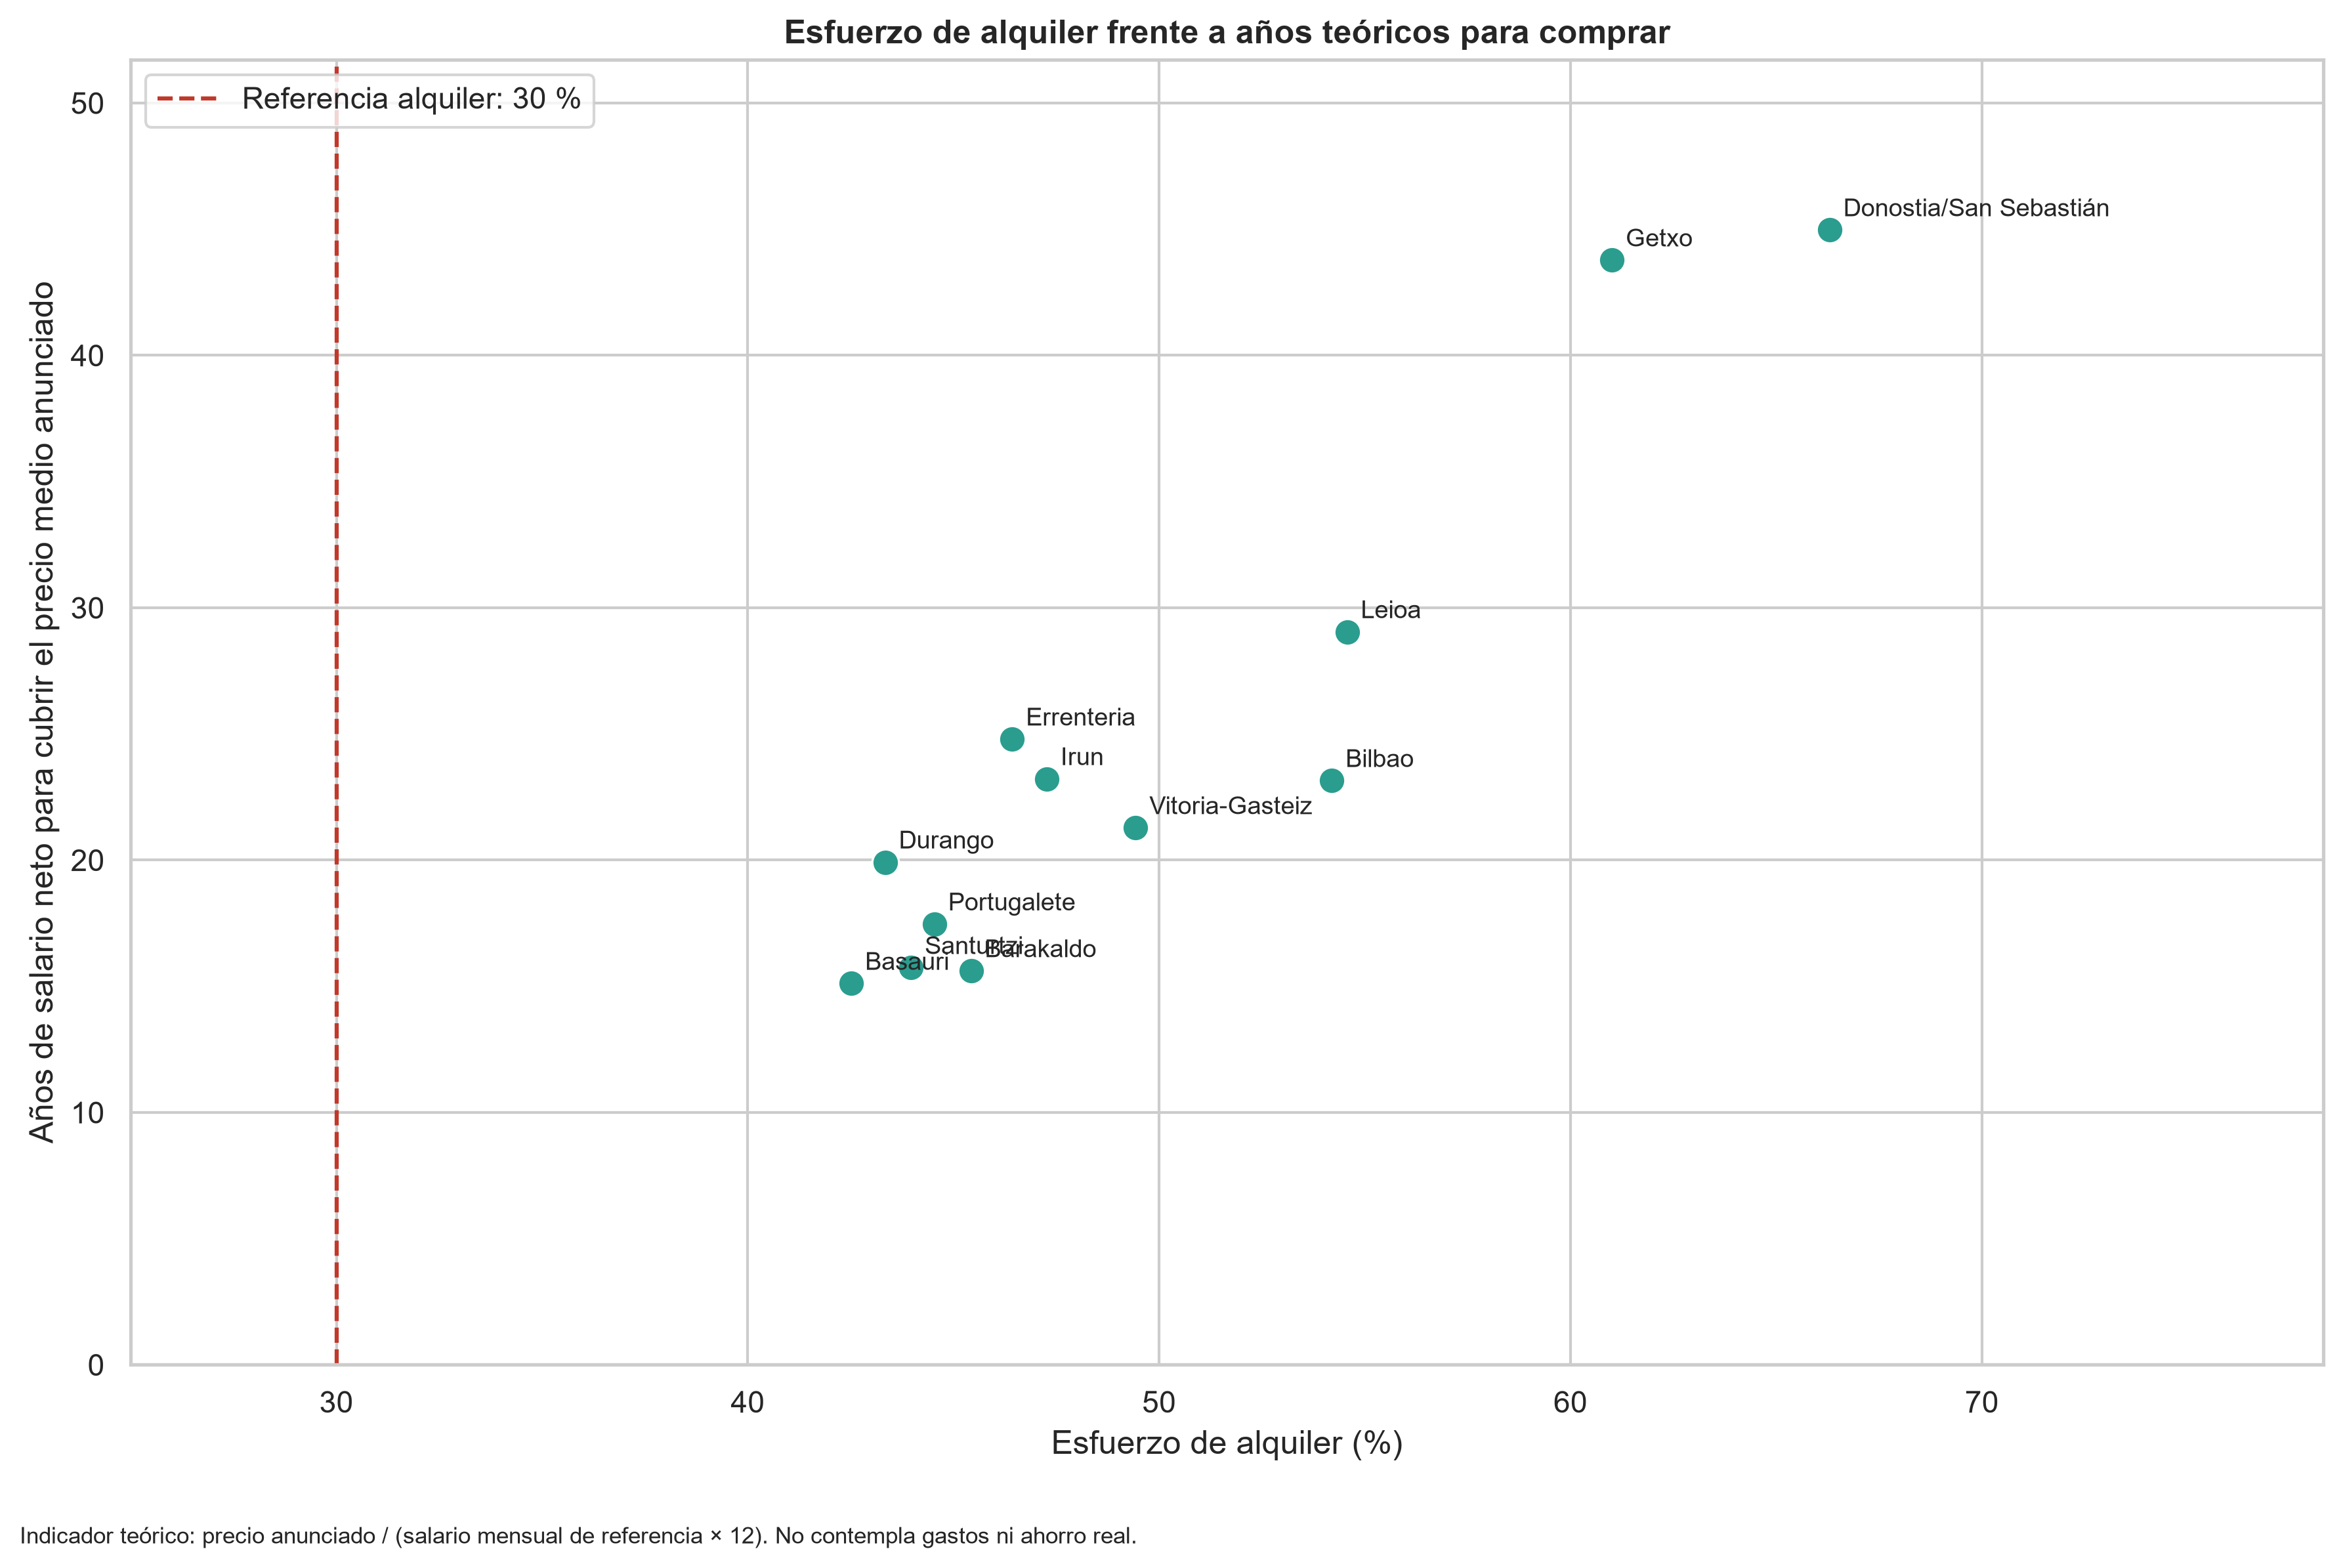 Esfuerzo de alquiler frente a años teóricos para comprar
Referencia alquiler: 30 %
Años de salario neto para cubrir el precio medio anunciado
50
40
30
20
10
0
Donostia/San Sebastián
Getxo
Leioa
Errenteria
Irun
Bilbao
Vitoria-Gasteiz
Durango
Portugalete
Santurtzi
Barakaldo
Basauri
30
40
50
60
70
Esfuerzo de alquiler (%)
Indicador teórico: precio anunciado / (salario mensual de referencia × 12). No contempla gastos ni ahorro real.